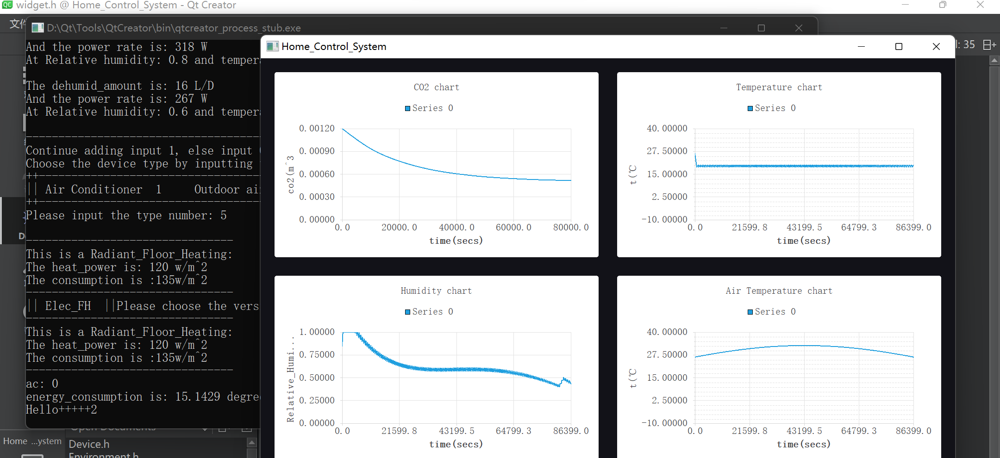 widget.h @ Home_Control_System - Qt Creator
文件
D:\Qt\Tools\QtCreator\bin\qtcreator_process_stub.exe
: 35
And the power rate is: 318 W
At Relative humidity: 0.8 and tempera
The dehumid_amount is: 16 L/D
And the power rate is: 267 W
At Relative humidity: 0.6 and tempera
Continue adding input 1, else input
Choose the device type by inputting
++
|| Air Conditioner 1 Outdoor air
++
Please input the type number: 5
This is a Radiant_Floor_Heating:
The heat_power is: 120 w/m^2
The consumption is :135w/m^2
|| Elec_FH ||Please choose the vers
This is a Radiant_Floor_Heating:
The heat_power is: 120 w/m^2
The consumption is :135w/m^2
ac: 0
energy_consumption is: 15.1429 degree
Hello+++++2
Open Documents
Home ...ystem
Device.h
Environment.h
Home_Control_System
CO2 chart
Series 0
co2(m^3
0.00120
0.00090
0.00060
0.00030
0.00000
0.0 20000.0 40000.0 60000.0 80000.0
time(secs)
Temperature chart
Series 0
t(℃
40.00000
27.50000
15.00000
2.50000
-10.00000
0.0 21599.8 43199.5 64799.3 86399.0
time(secs)
Humidity chart
Series 0
Relative_Humi...
1.00000
0.75000
0.50000
0.25000
0.00000
0.0 21599.8 43199.5 64799.3 86399.0
time(secs)
Air Temperature chart
Series 0
t(℃
40.00000
27.50000
15.00000
2.50000
-10.00000
0.0 21599.8 43199.5 64799.3 86399.0
time(secs)